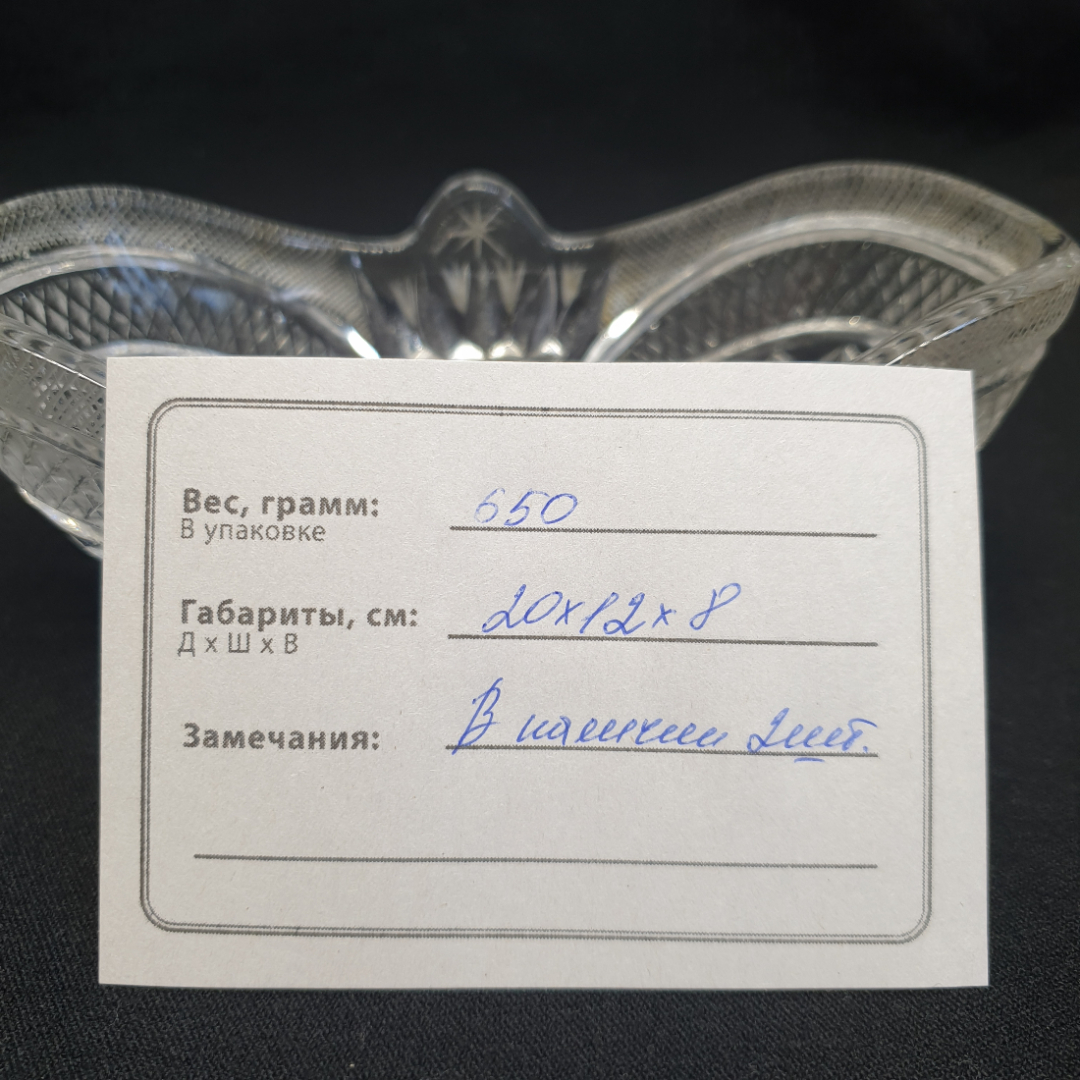 Вес, грамм: 650
В упаковке
Габариты, см: 20х12х8
Д х Ш х В
Замечания: В наличии 2шт.